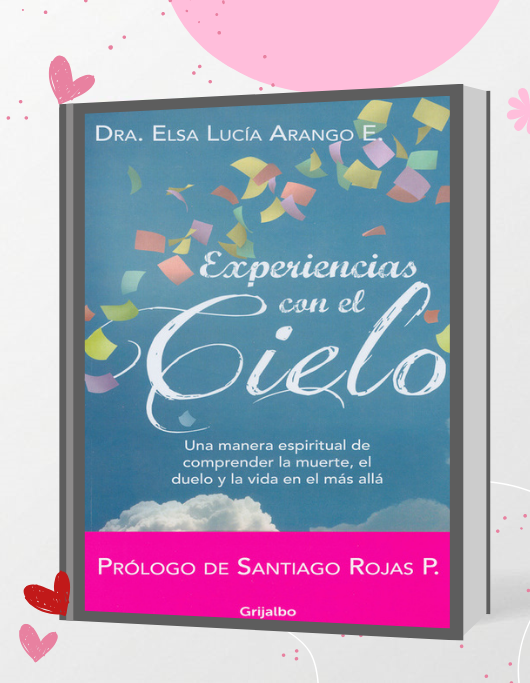 Dra. Elsa Lucía Arango E.
Experiencias
con el
Cielo
Una manera espiritual de
comprender la muerte, el
duelo y la vida en el más allá
Prólogo de Santiago Rojas P.
Grijalbo